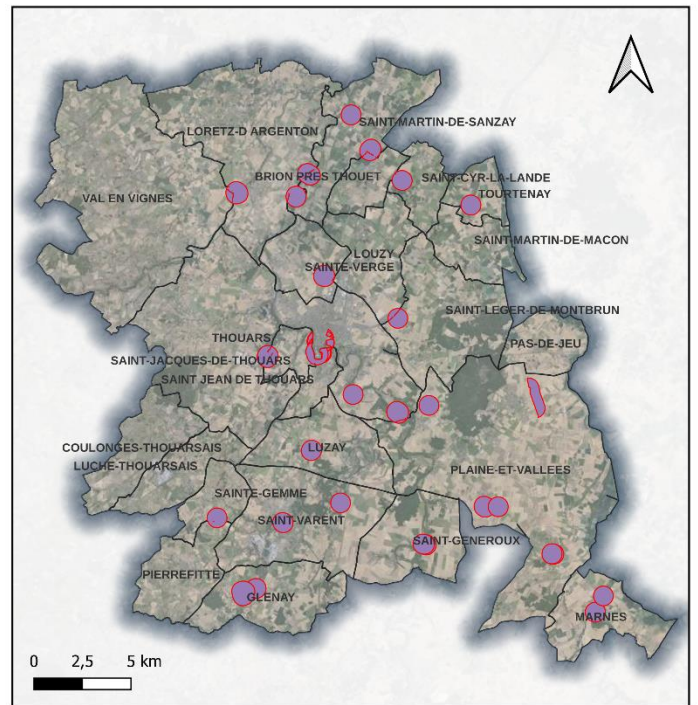 SAINT-MARTIN-DE-SANZAY
LORETZ-D ARGENTON
BRION PRES THOUET
SAINT-CYR-LA-LANDE
TOURTENAY
VAL EN VIGNES
SAINT-MARTIN-DE-MACON
LOUZY
SAINTE-VERGE
SAINT-LEGER-DE-MONTBRUN
THOUARS
PAS-DE-JEU
SAINT-JACQUES-DE-THOUARS
SAINT JEAN DE THOUARS
COULONGES-THOUARSAIS
LUZAY
LUCHE-THOUARSAIS
PLAINE-ET-VALLEES
SAINTE-GEMME
SAINT-VARENT
SAINT-GENEROUX
PIERREFITTE
GLENAY
MARNES
0 2,5 5 km